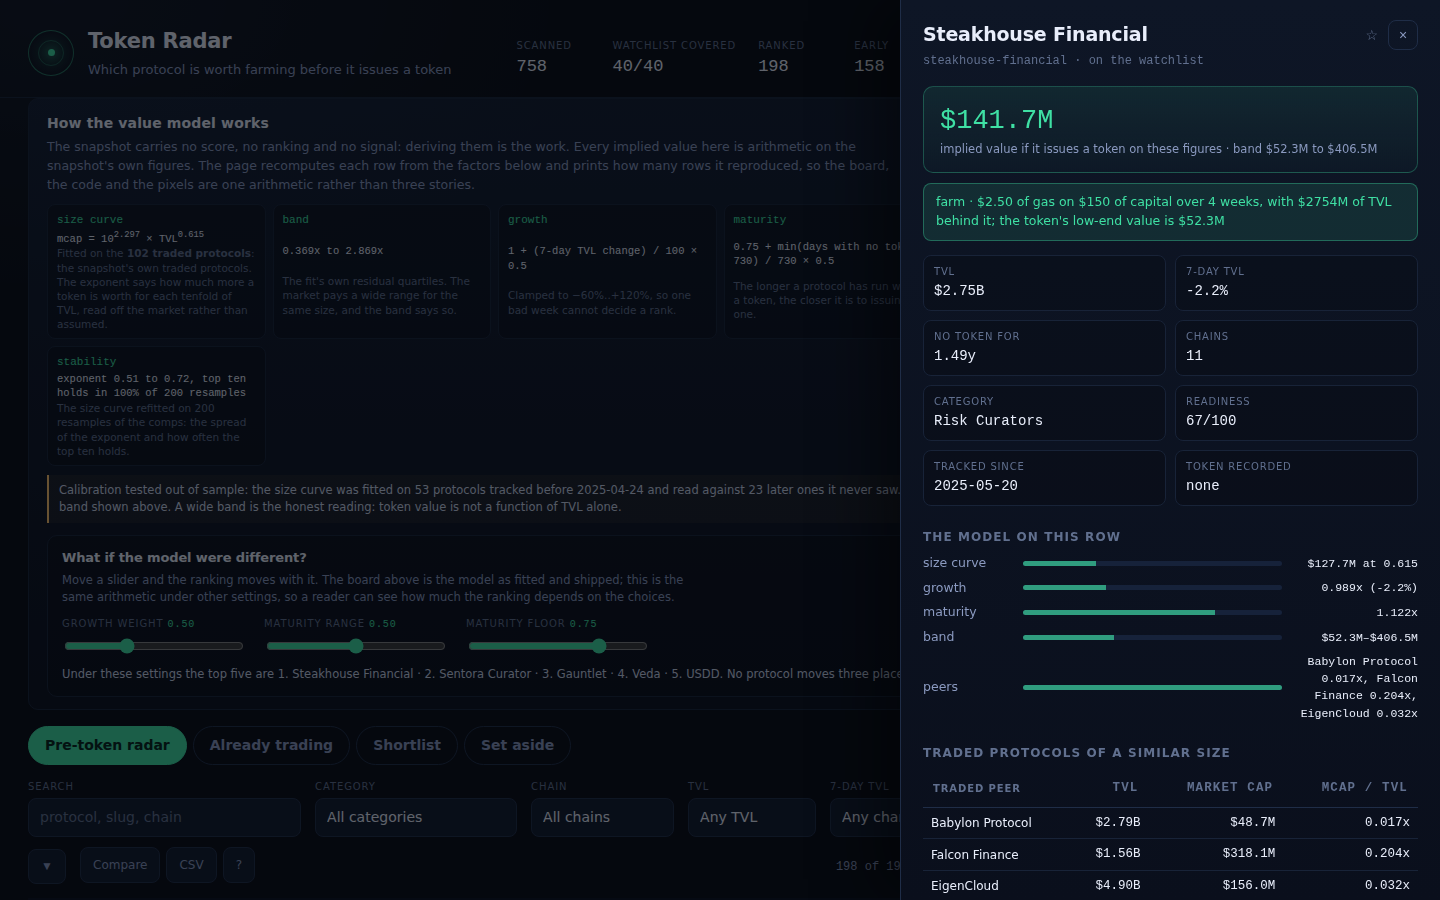 Token Radar
Which protocol is worth farming before it issues a token
SCANNED
758
WATCHLIST COVERED
40/40
RANKED
198
EARLY
158
How the value model works
The snapshot carries no score, no ranking and no signal: deriving them is the work. Every implied value here is arithmetic on the
snapshot's own figures. The page recomputes each row from the factors below and prints how many rows it reproduced, so the board,
the code and the pixels are one arithmetic rather than three stories.
size curve
mcap = 10^2.297 × TVL^0.615
Fitted on the 102 traded protocols:
the snapshot's own traded protocols.
The exponent says how much more a
token is worth for each tenfold of
TVL, read off the market rather than
assumed.
band
0.369x to 2.869x
The fit's own residual quartiles. The
market pays a wide range for the
same size, and the band says so.
growth
1 + (7-day TVL change) / 100 ×
0.5
Clamped to −60%..+120%, so one
bad week cannot decide a rank.
maturity
0.75 + min(days with no tok
730) / 730 × 0.5
The longer a protocol has run w
a token, the closer it is to issuin
one.
stability
exponent 0.51 to 0.72, top ten
holds in 100% of 200 resamples
The size curve refitted on 200
resamples of the comps: the spread
of the exponent and how often the
top ten holds.
Calibration tested out of sample: the size curve was fitted on 53 protocols tracked before 2025-04-24 and read against 23 later ones it never saw.
band shown above. A wide band is the honest reading: token value is not a function of TVL alone.
What if the model were different?
Move a slider and the ranking moves with it. The board above is the model as fitted and shipped; this is the
same arithmetic under other settings, so a reader can see how much the ranking depends on the choices.
GROWTH WEIGHT 0.50
MATURITY RANGE 0.50
MATURITY FLOOR 0.75
Under these settings the top five are 1. Steakhouse Financial · 2. Sentora Curator · 3. Gauntlet · 4. Veda · 5. USDD. No protocol moves three place
Pre-token radar
Already trading
Shortlist
Set aside
SEARCH
protocol, slug, chain
CATEGORY
All categories
CHAIN
All chains
TVL
Any TVL
7-DAY TVL
Any cha
▼
Compare
CSV
?
198 of 19
Steakhouse Financial
☆
×
steakhouse-financial · on the watchlist
$141.7M
implied value if it issues a token on these figures · band $52.3M to $406.5M
farm · $2.50 of gas on $150 of capital over 4 weeks, with $2754M of TVL
behind it; the token's low-end value is $52.3M
TVL
$2.75B
7-DAY TVL
-2.2%
NO TOKEN FOR
1.49y
CHAINS
11
CATEGORY
Risk Curators
READINESS
67/100
TRACKED SINCE
2025-05-20
TOKEN RECORDED
none
THE MODEL ON THIS ROW
size curve
$127.7M at 0.615
growth
0.989x (-2.2%)
maturity
1.122x
band
$52.3M–$406.5M
peers
Babylon Protocol
0.017x, Falcon
Finance 0.204x,
EigenCloud 0.032x
TRADED PROTOCOLS OF A SIMILAR SIZE
TRADED PEER TVL MARKET CAP MCAP / TVL
Babylon Protocol $2.79B $48.7M 0.017x
Falcon Finance $1.56B $318.1M 0.204x
EigenCloud $4.90B $156.0M 0.032x